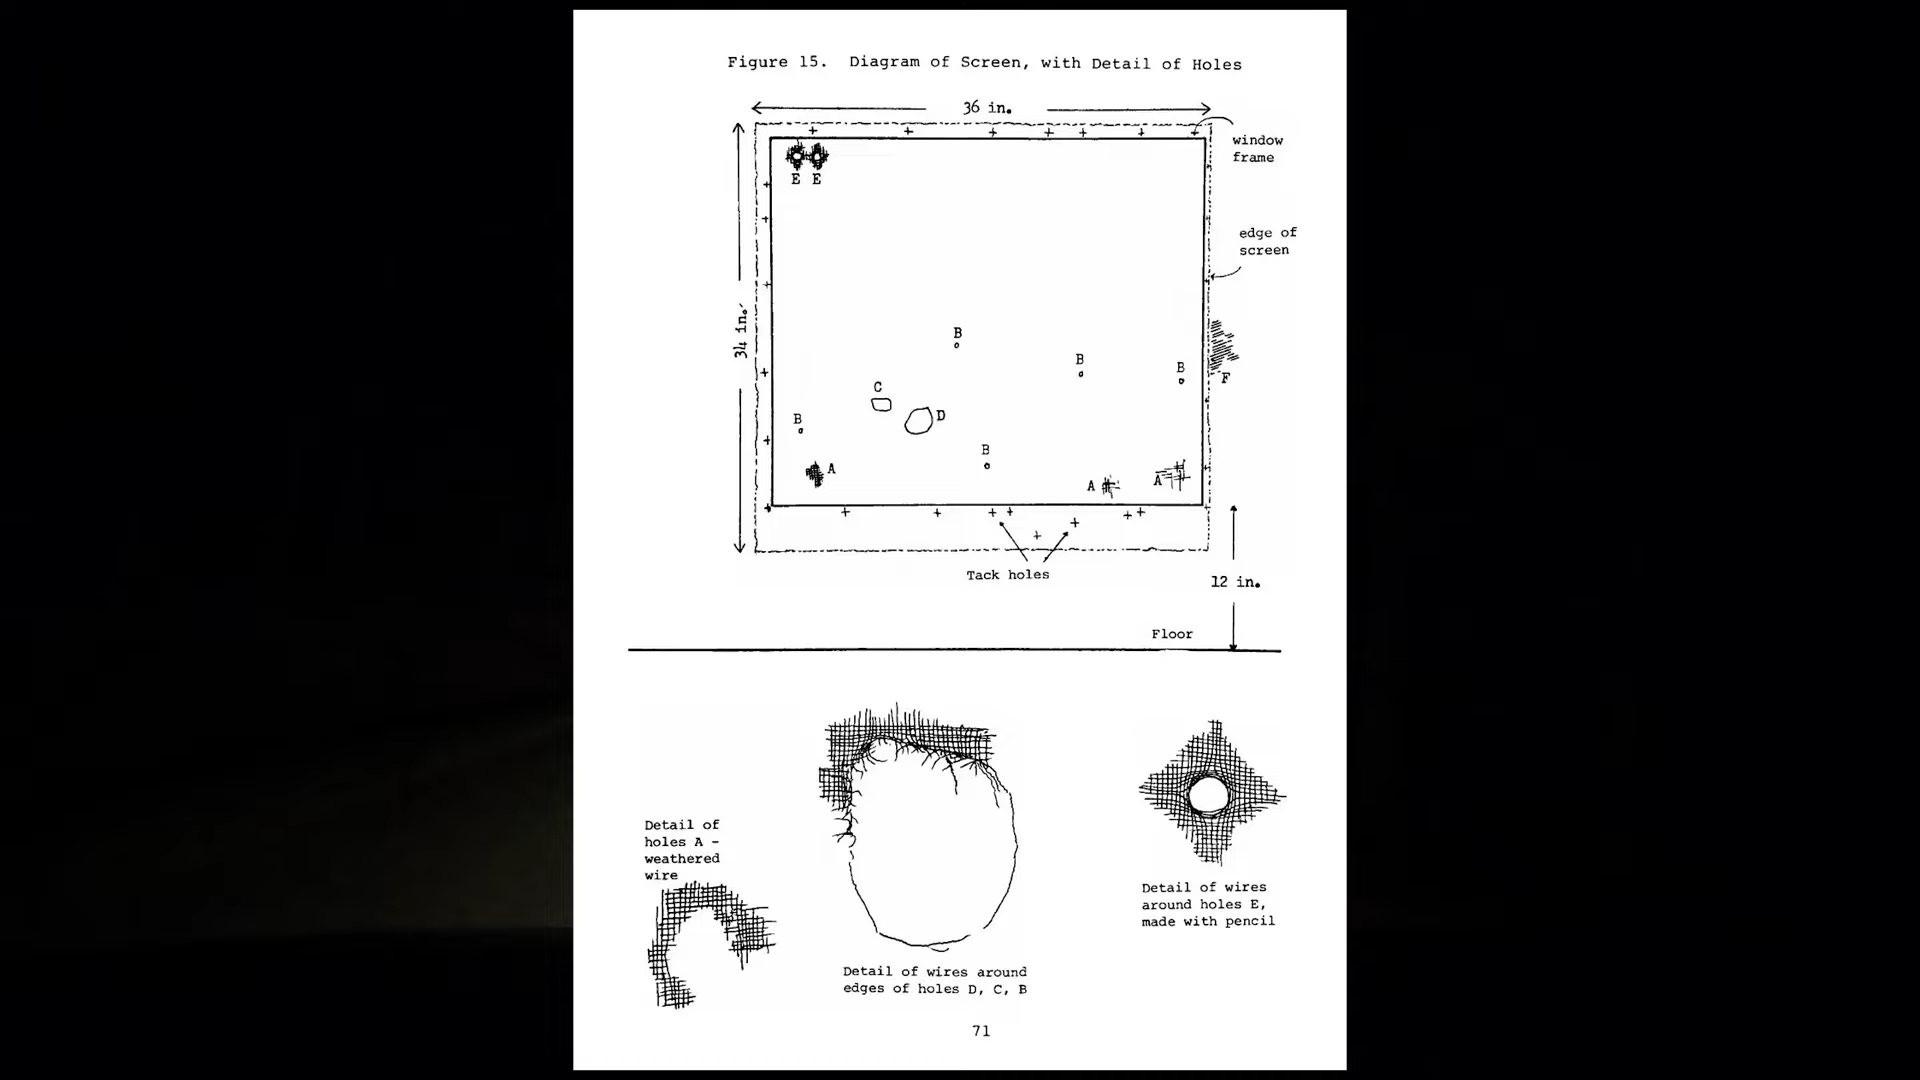 Figure 15.  Diagram of Screen, with Detail of Holes
36 in.
window
frame
E E
edge of
screen
34 in.
B
B
B
F
C
D
B
B
A
A
A
Tack holes
12 in.
Floor
Detail of
holes A -
weathered
wire
Detail of wires
around holes E,
made with pencil
Detail of wires around
edges of holes D, C, B
71